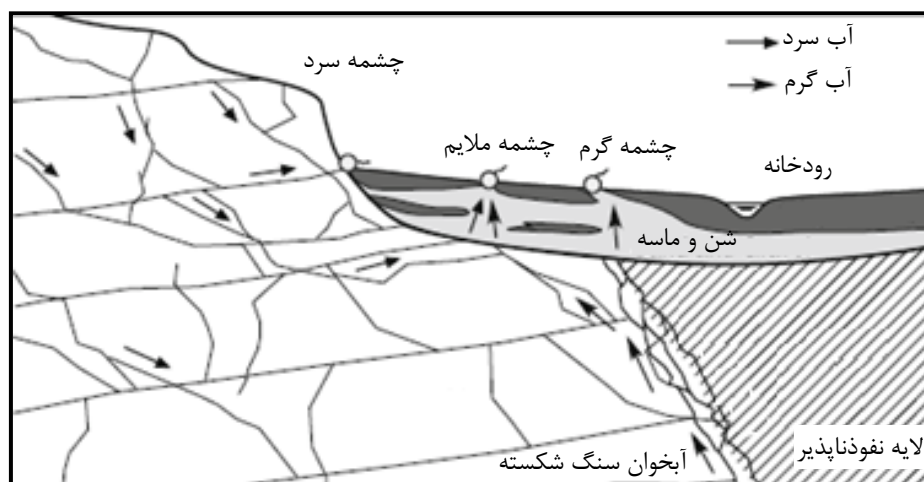 آب سرد
آب گرم
چشمه سرد
چشمه ملایم
چشمه گرم
رودخانه
شن و ماسه
لایه نفوذناپذیر
آبخوان سنگ شکسته